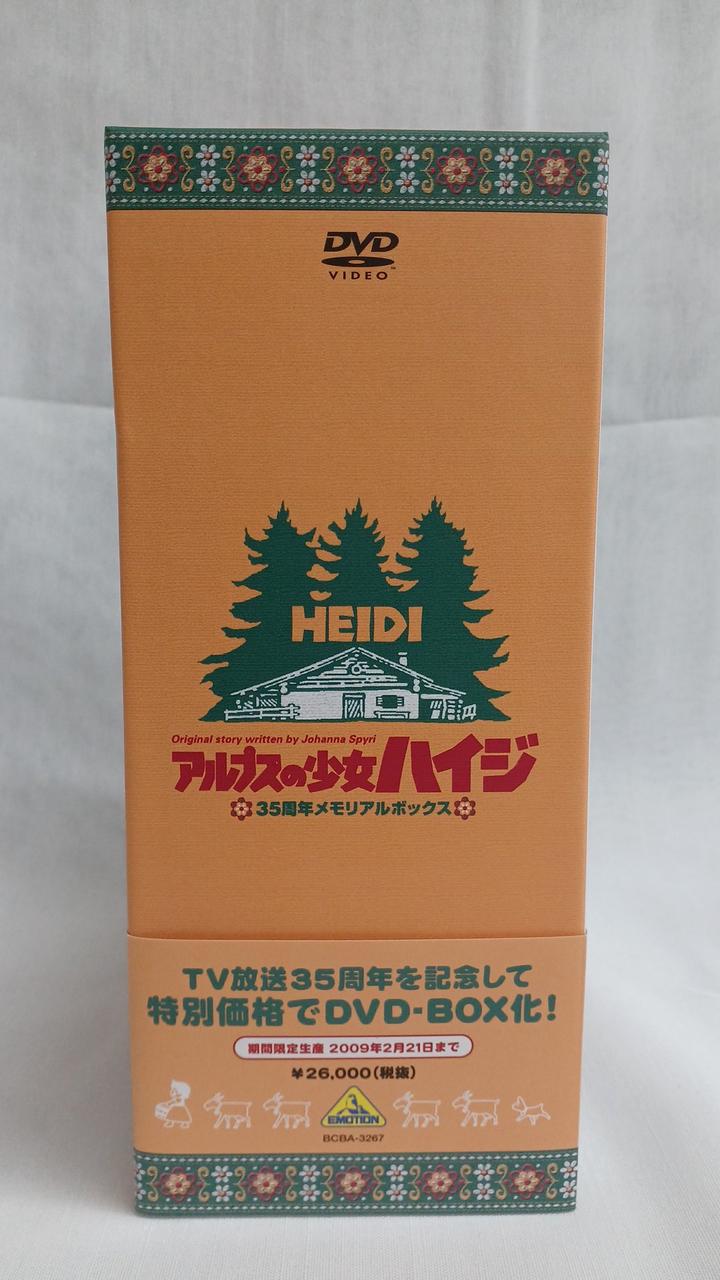 DVD
VIDEO™
HEIDI
Original story written by Johanna Spyri
アルプスの少女ハイジ
35周年メモリアルボックス
TV放送35周年を記念して
特別価格でDVD-BOX化!
期間限定生産 2009年2月21日まで
¥26,000(税抜)
EMOTION
BCBA-3267